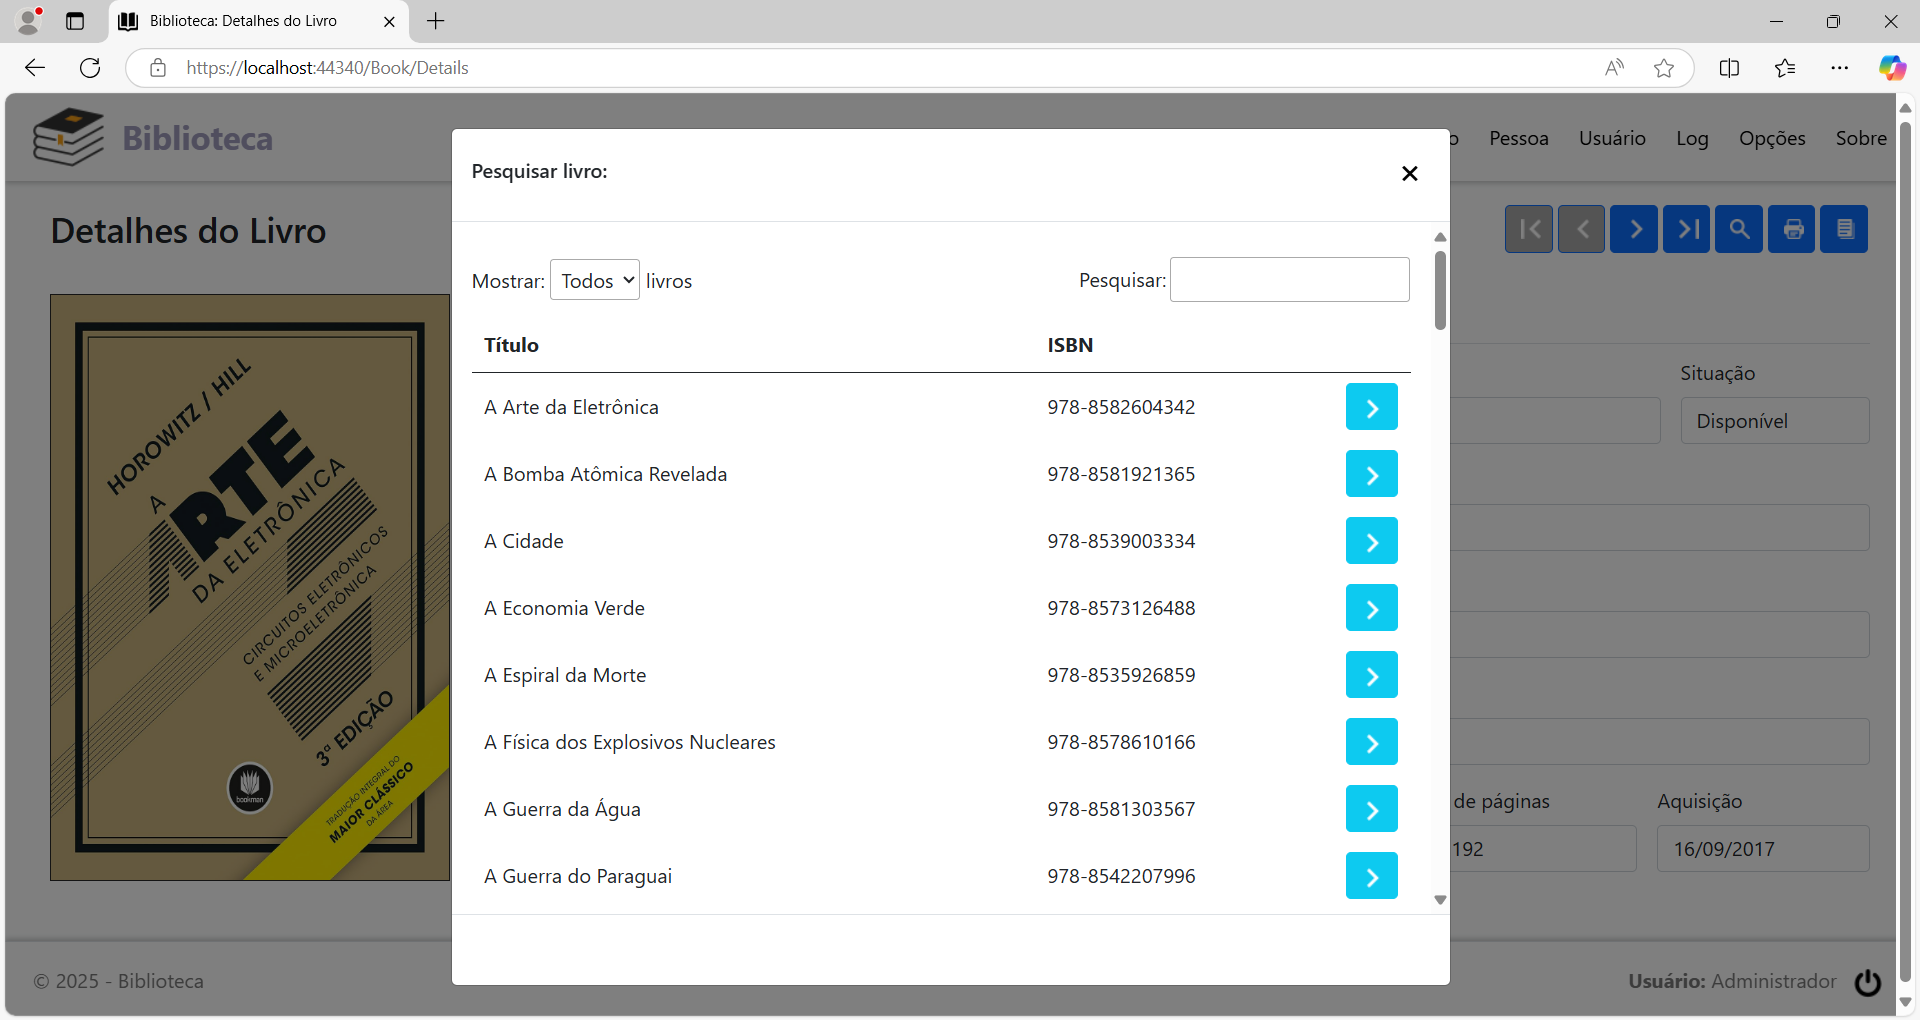 Biblioteca: Detalhes do Livro
https://localhost:44340/Book/Details
Biblioteca
Pessoa Usuário Log Opções Sobre
Pesquisar livro:
Detalhes do Livro
Mostrar: Todos livros Pesquisar:
Título ISBN
A Arte da Eletrônica 978-8582604342
A Bomba Atômica Revelada 978-8581921365
A Cidade 978-8539003334
A Economia Verde 978-8573126488
A Espiral da Morte 978-8535926859
A Física dos Explosivos Nucleares 978-8578610166
A Guerra da Água 978-8581303567
A Guerra do Paraguai 978-8542207996
HOROWITZ / HILL
A
ARTE
DA ELETRÔNICA
CIRCUITOS ELETRÔNICOS
E MICROELETRÔNICA
3ª EDIÇÃO
bookman
TRADUÇÃO INTEGRAL DO
MAIOR CLÁSSICO
DA ÁREA
Situação
Disponível
de páginas Aquisição
192 16/09/2017
© 2025 - Biblioteca
Usuário: Administrador